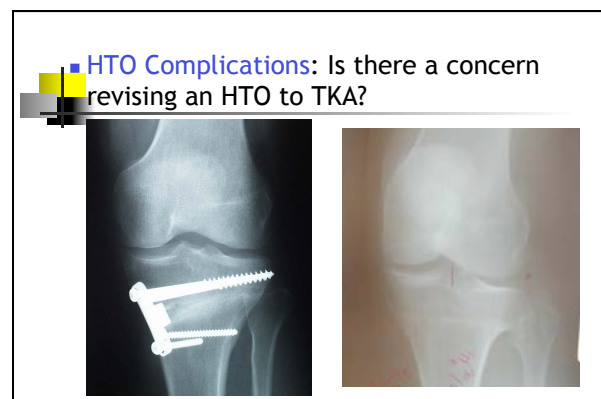 HTO Complications: Is there a concern
revising an HTO to TKA?